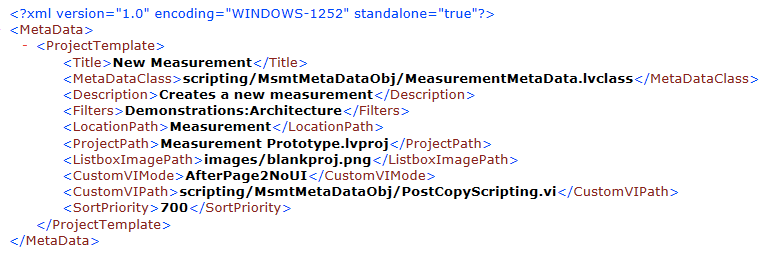 <?xml version="1.0" encoding="WINDOWS-1252" standalone="true"?>
- <MetaData>
- <ProjectTemplate>
<Title>New Measurement</Title>
<MetaDataClass>scripting/MsmtMetaDataObj/MeasurementMetaData.lvclass</MetaDataClass>
<Description>Creates a new measurement</Description>
<Filters>Demonstrations:Architecture</Filters>
<LocationPath>Measurement</LocationPath>
<ProjectPath>Measurement Prototype.lvproj</ProjectPath>
<ListboxImagePath>images/blankproj.png</ListboxImagePath>
<CustomVIMode>AfterPage2NoUI</CustomVIMode>
<CustomVIPath>scripting/MsmtMetaDataObj/PostCopyScripting.vi</CustomVIPath>
<SortPriority>700</SortPriority>
</ProjectTemplate>
</MetaData>